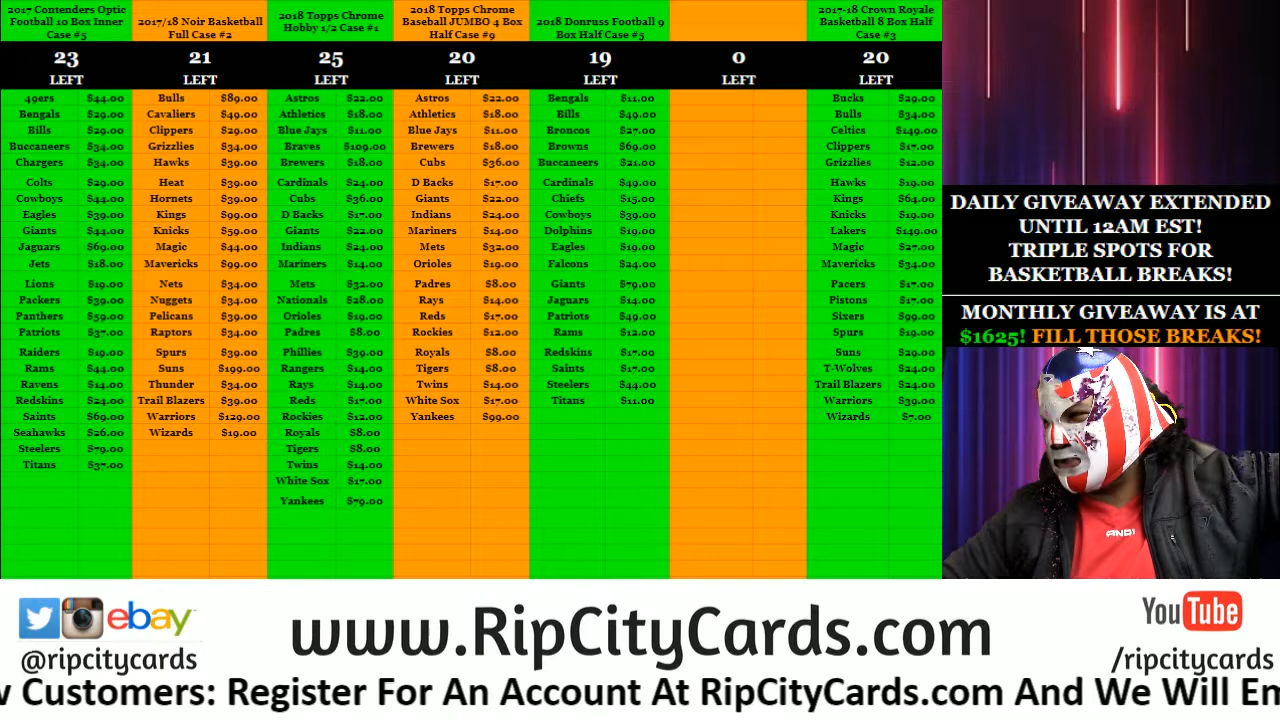 2017 Contenders Optic
Football 10 Box Inner
Case #5
23
LEFT
49ers $44.00
Bengals $29.00
Bills $29.00
Buccaneers $34.00
Chargers $34.00
Colts $29.00
Cowboys $44.00
Eagles $39.00
Giants $44.00
Jaguars $69.00
Jets $18.00
Lions $19.00
Packers $39.00
Panthers $59.00
Patriots $37.00
Raiders $19.00
Rams $44.00
Ravens $14.00
Redskins $24.00
Saints $69.00
Seahawks $26.00
Steelers $79.00
Titans $37.00
2017/18 Noir Basketball
Full Case #2
21
LEFT
Bulls $89.00
Cavaliers $49.00
Clippers $29.00
Grizzlies $34.00
Hawks $39.00
Heat $39.00
Hornets $39.00
Kings $99.00
Knicks $59.00
Magic $44.00
Mavericks $99.00
Nets $34.00
Nuggets $34.00
Pelicans $39.00
Raptors $34.00
Spurs $39.00
Suns $199.00
Thunder $34.00
Trail Blazers $39.00
Warriors $129.00
Wizards $19.00
2018 Topps Chrome
Hobby 1/2 Case #1
25
LEFT
Astros $22.00
Athletics $18.00
Blue Jays $11.00
Braves $109.00
Brewers $18.00
Cardinals $24.00
Cubs $36.00
D Backs $17.00
Giants $22.00
Indians $24.00
Mariners $14.00
Mets $32.00
Nationals $28.00
Orioles $19.00
Padres $8.00
Phillies $39.00
Rangers $14.00
Rays $14.00
Reds $17.00
Rockies $12.00
Royals $8.00
Tigers $8.00
Twins $14.00
White Sox $17.00
Yankees $79.00
2018 Topps Chrome
Baseball JUMBO 4 Box
Half Case #9
20
LEFT
Astros $22.00
Athletics $18.00
Blue Jays $11.00
Brewers $18.00
Cubs $36.00
D Backs $17.00
Giants $22.00
Indians $24.00
Mariners $14.00
Mets $32.00
Orioles $19.00
Padres $8.00
Rays $14.00
Reds $17.00
Rockies $12.00
Royals $8.00
Tigers $8.00
Twins $14.00
White Sox $17.00
Yankees $99.00
2018 Donruss Football 9
Box Half Case #5
19
LEFT
Bengals $11.00
Bills $49.00
Broncos $27.00
Browns $69.00
Buccaneers $21.00
Cardinals $49.00
Chiefs $15.00
Cowboys $39.00
Dolphins $19.00
Eagles $19.00
Falcons $24.00
Giants $79.00
Jaguars $14.00
Patriots $49.00
Rams $12.00
Redskins $17.00
Saints $17.00
Steelers $44.00
Titans $11.00
0
LEFT
2017-18 Crown Royale
Basketball 8 Box Half
Case #3
20
LEFT
Bucks $29.00
Bulls $34.00
Celtics $149.00
Clippers $17.00
Grizzlies $12.00
Hawks $19.00
Kings $64.00
Knicks $19.00
Lakers $149.00
Magic $27.00
Mavericks $34.00
Pacers $17.00
Pistons $17.00
Sixers $99.00
Spurs $19.00
Suns $29.00
T-Wolves $24.00
Trail Blazers $24.00
Warriors $39.00
Wizards $7.00
DAILY GIVEAWAY EXTENDED
UNTIL 12AM EST!
TRIPLE SPOTS FOR
BASKETBALL BREAKS!
MONTHLY GIVEAWAY IS AT
$1625! FILL THOSE BREAKS!
AND1
ebay
@ripcitycards
www.RipCityCards.com
YouTube
/ripcitycards
w Customers: Register For An Account At RipCityCards.com And We Will En